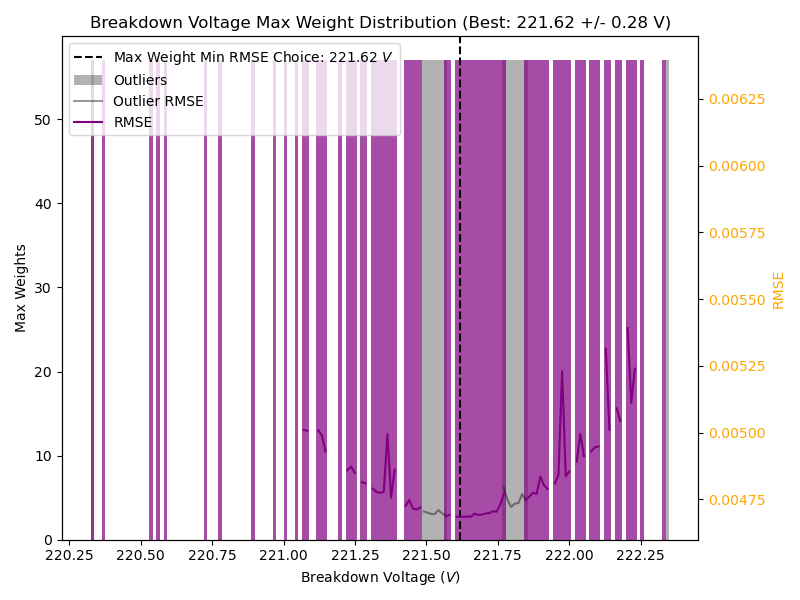 Breakdown Voltage Max Weight Distribution (Best: 221.62 +/- 0.28 V)
Max Weight Min RMSE Choice: 221.62 V
Outliers
Outlier RMSE
RMSE
50
40
30
20
10
0
Max Weights
0.00625
0.00600
0.00575
0.00550
0.00525
0.00500
0.00475
RMSE
220.25 220.50 220.75 221.00 221.25 221.50 221.75 222.00 222.25
Breakdown Voltage (V)